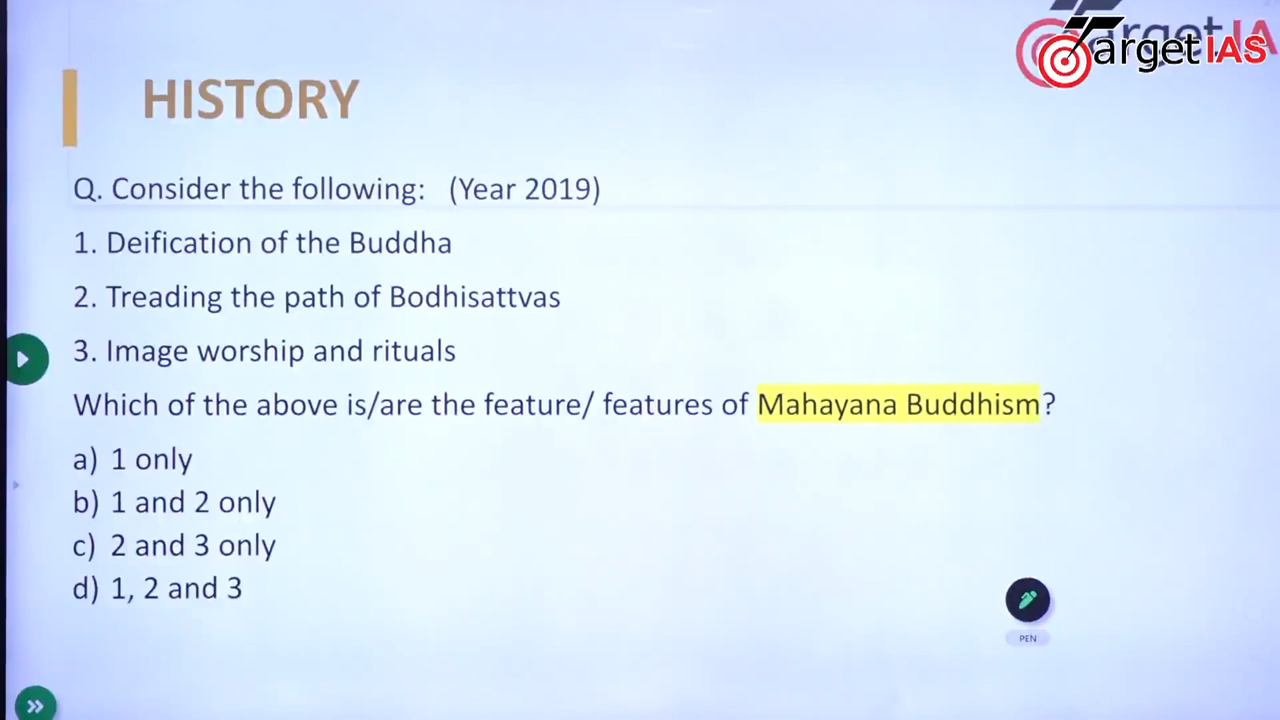 TargetIAS
HISTORY
Q. Consider the following: (Year 2019)
1. Deification of the Buddha
2. Treading the path of Bodhisattvas
3. Image worship and rituals
Which of the above is/are the feature/ features of Mahayana Buddhism?
a) 1 only
b) 1 and 2 only
c) 2 and 3 only
d) 1, 2 and 3
PEN